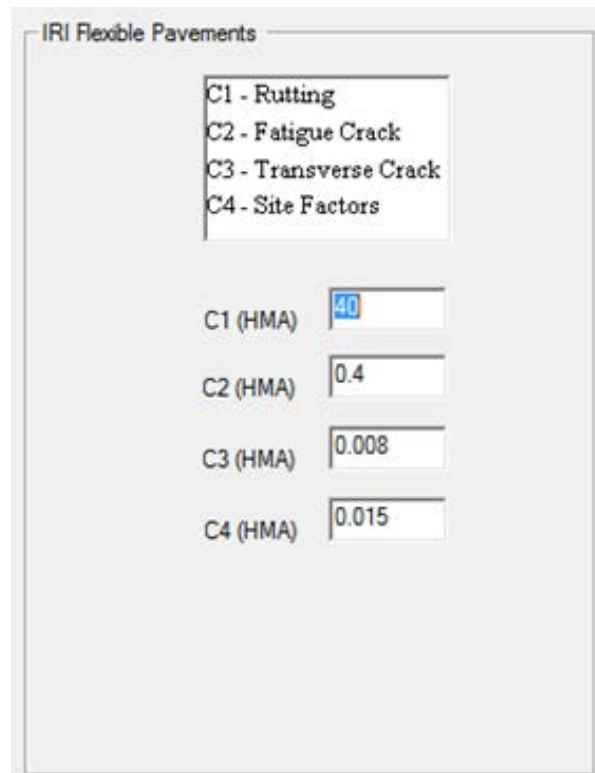 IRI Flexible Pavements
C1 - Rutting
C2 - Fatigue Crack
C3 - Transverse Crack
C4 - Site Factors
C1 (HMA) 40
C2 (HMA) 0.4
C3 (HMA) 0.008
C4 (HMA) 0.015